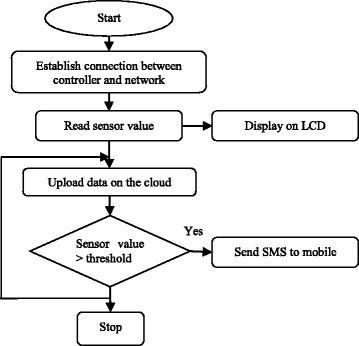 Start
Establish connection between
controller and network
Read sensor value
Display on LCD
Upload data on the cloud
Sensor value
> threshold
Yes
Send SMS to mobile
Stop